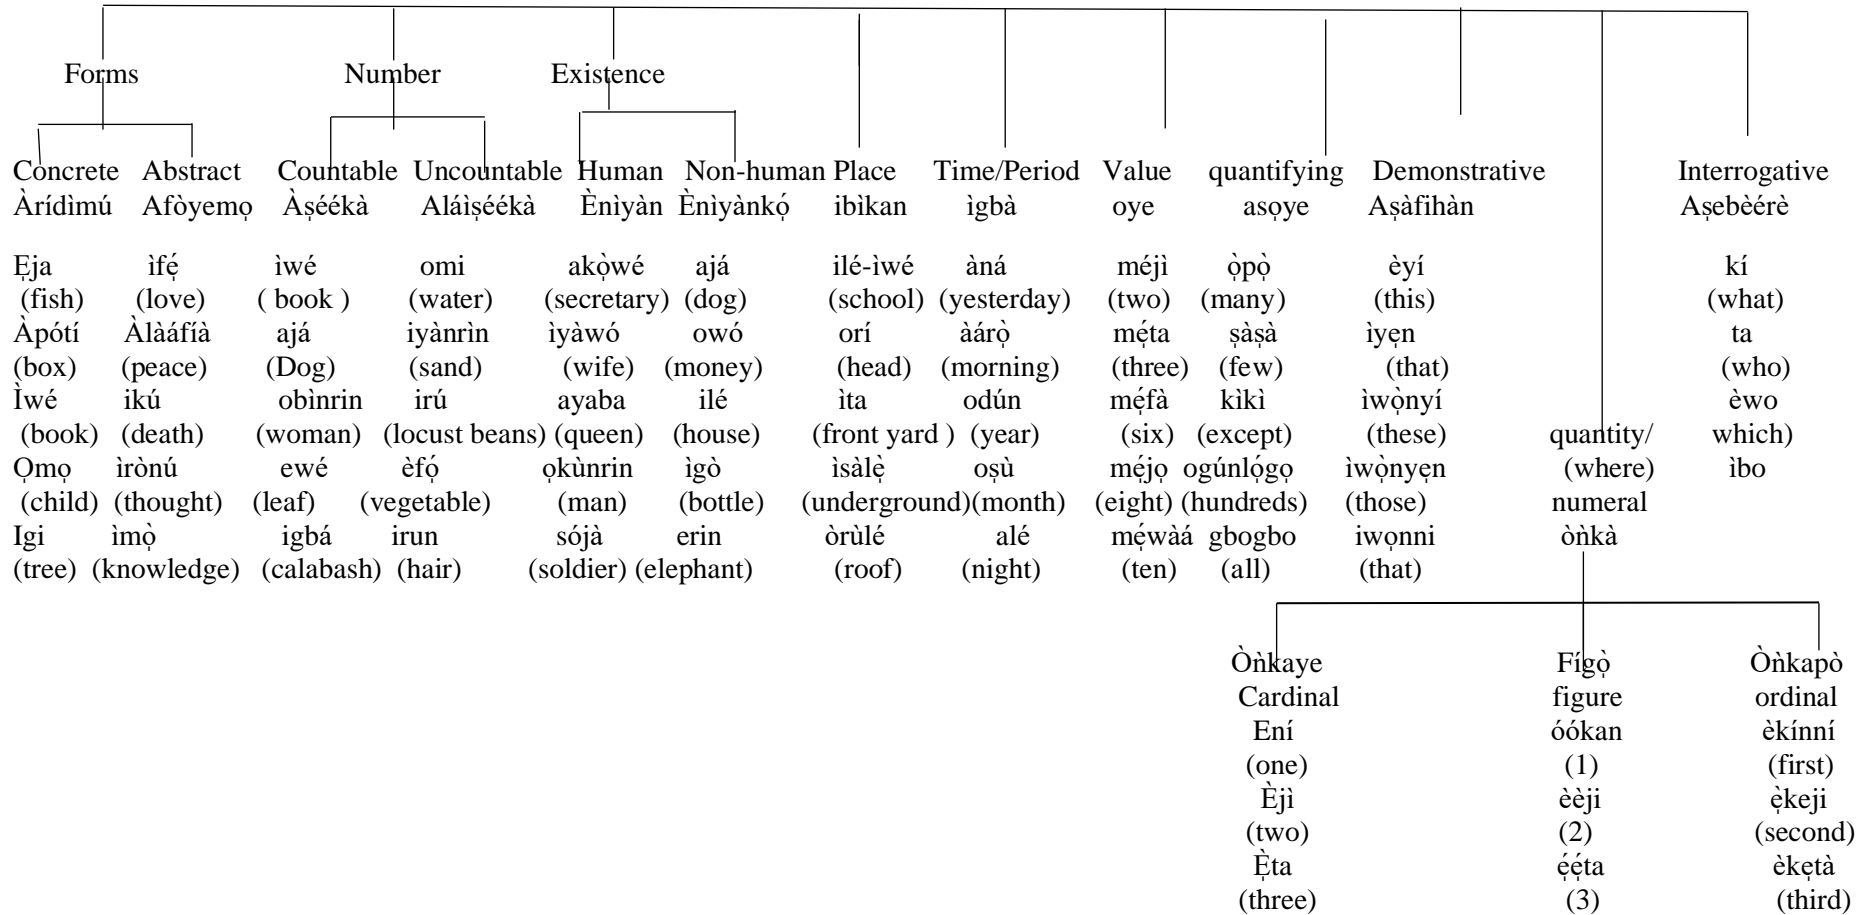 Forms Number Existence
Concrete Abstract Countable Uncountable Human Non-human Place Time/Period Value quantifying Demonstrative Interrogative
Àrídìmú Afòyemọ Àṣéékà Aláìṣéékà Ènìyàn Ènìyànkọ́ ibìkan ìgbà oye asọye Aṣàfihàn Aṣebèérè
Ẹja ìfẹ́ ìwé omi akọ̀wé ajá ilé-ìwé àná méjì ọ̀pọ̀ èyí kí
(fish) (love) ( book ) (water) (secretary) (dog) (school) (yesterday) (two) (many) (this) (what)
Àpótí Àlàáfíà ajá iyànrìn ìyàwó owó orí àárọ̀ mẹ́ta ṣàṣà ìyẹn ta
(box) (peace) (Dog) (sand) (wife) (money) (head) (morning) (three) (few) (that) (who)
Ìwé ikú obìnrin irú ayaba ilé ìta odún mẹ́fà kìkì ìwọ̀nyí èwo
(book) (death) (woman) (locust beans) (queen) (house) (front yard ) (year) (six) (except) (these) quantity/ which)
Ọmọ ìrònú ewé èfọ́ ọkùnrin ìgò ìsàlẹ̀ oṣù méjọ ogúnlọ́gọ ìwọ̀nyẹn (where) ìbo
(child) (thought) (leaf) (vegetable) (man) (bottle) (underground) (month) (eight) (hundreds) (those) numeral
Igi ìmọ̀ igbá irun sójà erin òrùlé alé mẹ́wàá gbogbo iwọnni òǹkà
(tree) (knowledge) (calabash) (hair) (soldier) (elephant) (roof) (night) (ten) (all) (that)
Òǹkaye Fígọ̀ Òǹkapò
Cardinal figure ordinal
Ení óókan èkínní
(one) (1) (first)
Èjì èèji ẹ̀keji
(two) (2) (second)
Ẹ̀ta ẹ́ẹ́ta èkẹtà
(three) (3) (third)